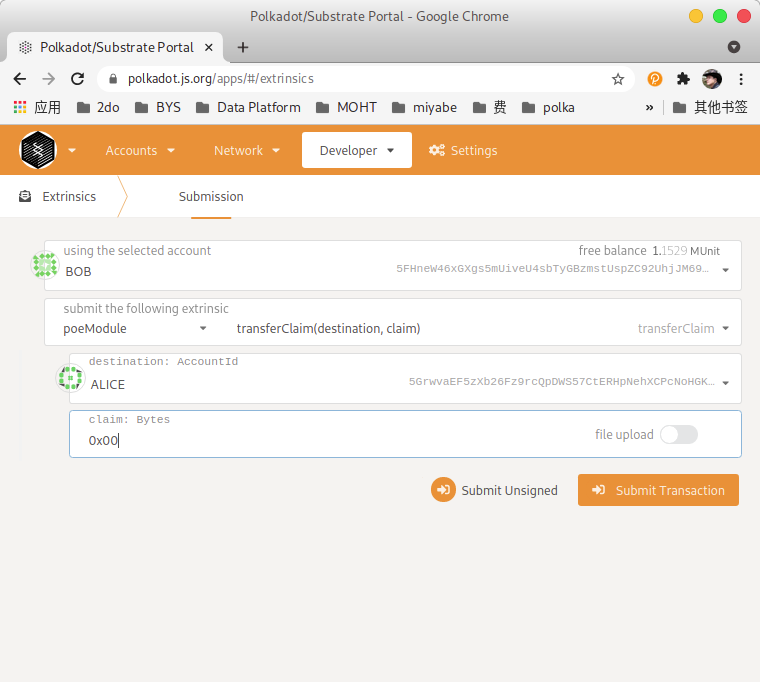 Polkadot/Substrate Portal - Google Chrome
Polkadot/Substrate Portal
polkadot.js.org/apps/#/extrinsics
应用 2do BYS Data Platform MOHT miyabe 费 polka » 其他书签
Accounts Network Developer Settings
Extrinsics Submission
using the selected account free balance 1.1529 MUnit
BOB 5FHneW46xGXgs5mUiveU4sbTyGBzmstUspZC92UhjJM69…
submit the following extrinsic
poeModule transferClaim(destination, claim) transferClaim
destination: AccountId
ALICE 5GrwvaEF5zXb26Fz9rcQpDWS57CtERHpNehXCPcNoHGK…
claim: Bytes
0x00 file upload
Submit Unsigned Submit Transaction